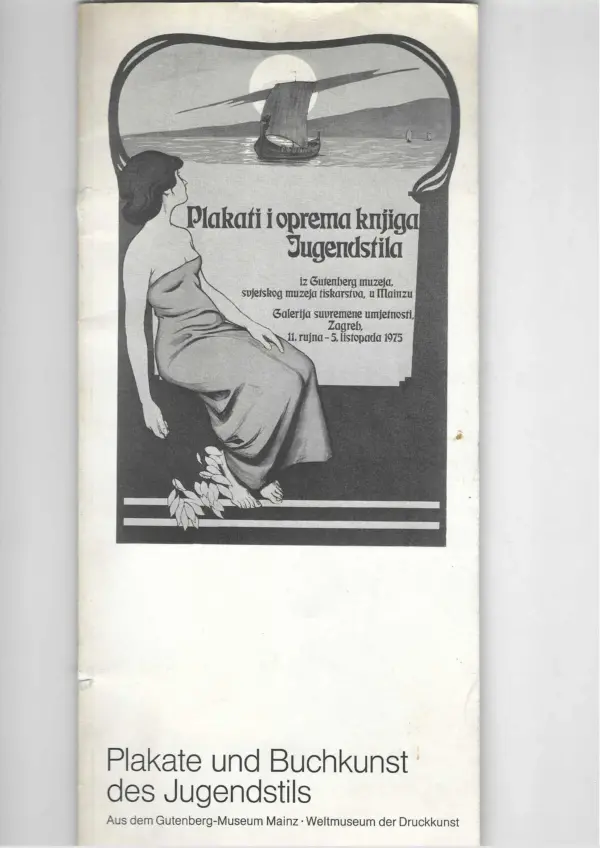 Plakati i oprema knjiga
Jugendstila
iz Gutenberg muzeja,
svjetskog muzeja tiskarstva, u Mainzu
Galerija suvremene umjetnosti,
Zagreb,
11. rujna – 5. listopada 1975
Plakate und Buchkunst
des Jugendstils
Aus dem Gutenberg-Museum Mainz · Weltmuseum der Druckkunst